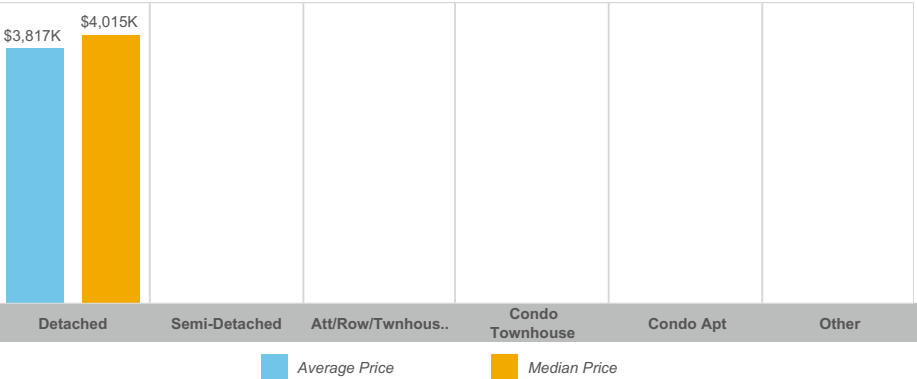 $4,015K
$3,817K
Detached
Semi-Detached
Att/Row/Twnhous..
Condo
Townhouse
Condo Apt
Other
Average Price
Median Price